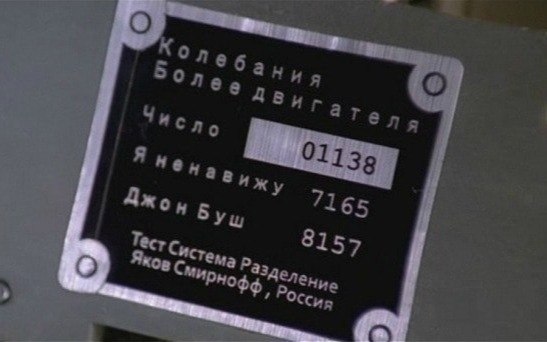 Колебания
Более двигателя
Число 01138
Я ненавижу 7165
Джон Буш 8157
Тест Система Разделение
Яков Смирнофф, Россия